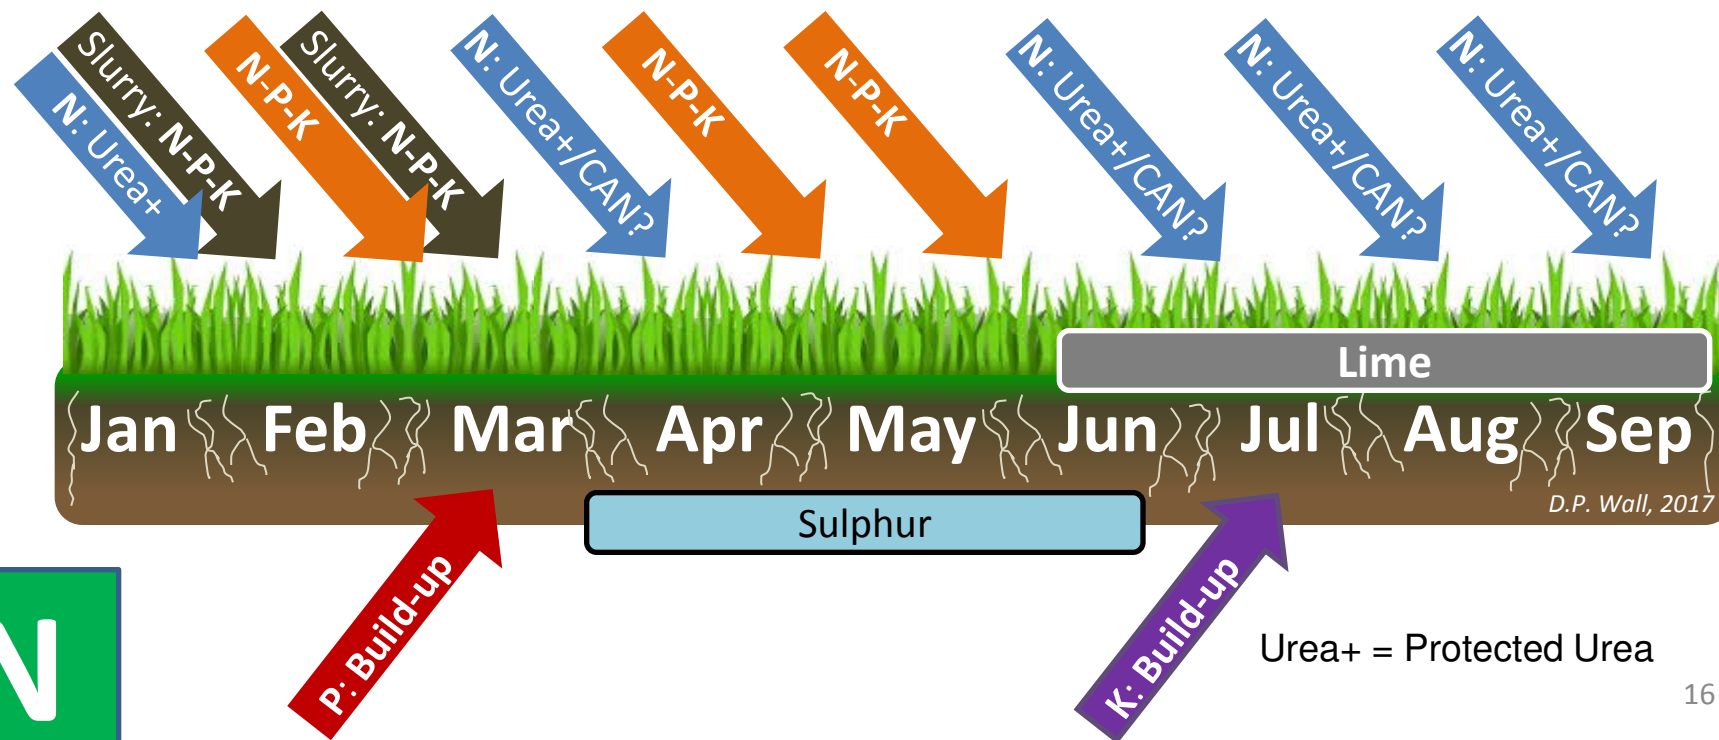 Slurry: N-P-K
N: Urea+
N-P-K
Slurry: N-P-K
N: Urea+/CAN?
N-P-K
N-P-K
N: Urea+/CAN?
N: Urea+/CAN?
N: Urea+/CAN?
Lime
Jan Feb Mar Apr May Jun Jul Aug Sep
D.P. Wall, 2017
Sulphur
P: Build-up
K: Build-up
N
Urea+ = Protected Urea
16